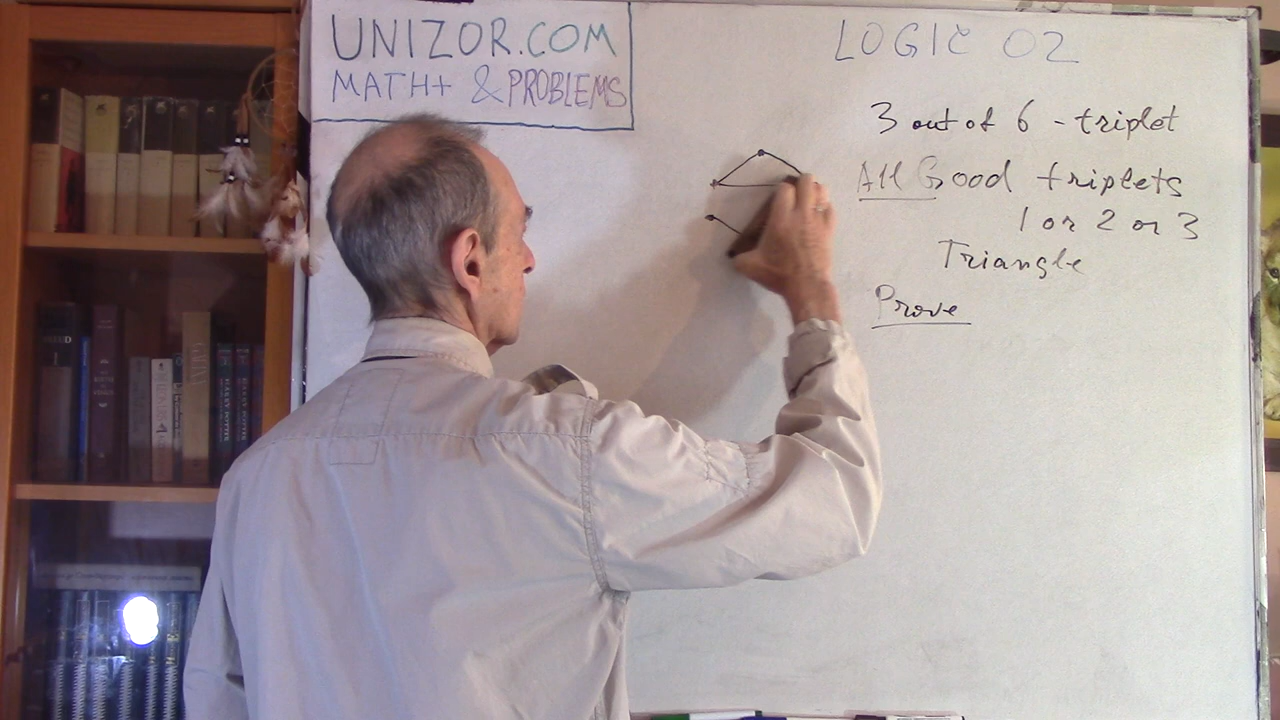 UNIZOR.COM
MATH+ & PROBLEMS
LOGIC 02
3 out of 6 - triplet
All Good triplets
1 or 2 or 3
Triangle
Prove